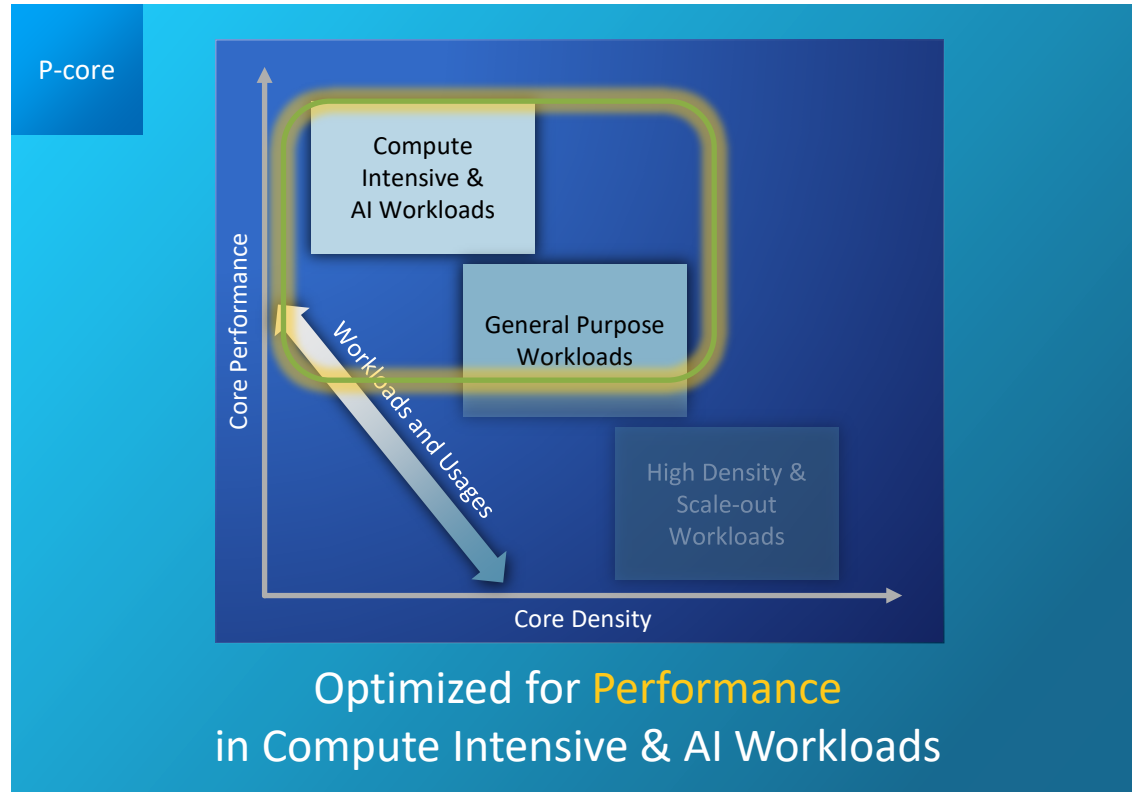 P-core
Compute
Intensive &
AI Workloads
General Purpose
Workloads
High Density &
Scale-out
Workloads
Workloads and Usages
Core Performance
Core Density
Optimized for Performance
in Compute Intensive & AI Workloads